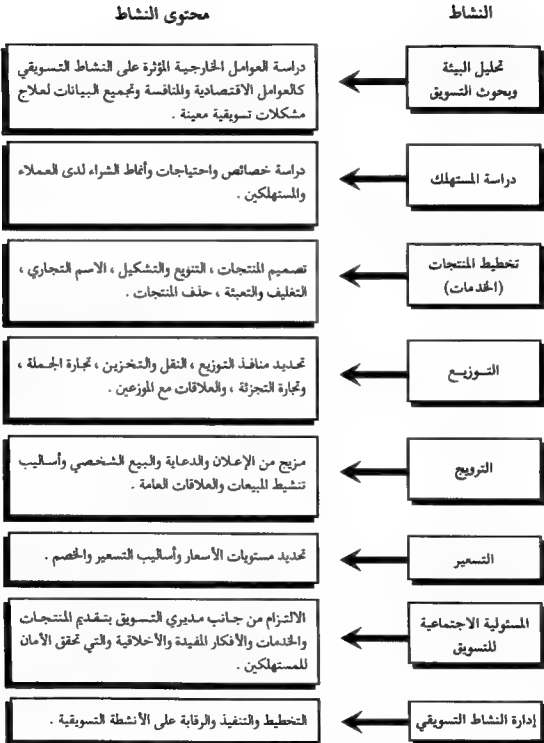 النشاط
محتوى النشاط
تحليل البيئة
وبحوث التسويق
دراسة العوامل الخارجية المؤثرة على النشاط التسويقي
كالعوامل الاقتصادية والمنافسة وتجميع البيانات لعلاج
مشكلات تسويقية معينة .
دراسة المستهلك
دراسة خصائص واحتياجات وأنماط الشراء لدى العملاء
والمستهلكين .
تخطيط المنتجات
(الخدمات)
تصميم المنتجات ، التنويع والتشكيل ، الاسم التجاري ،
التغليف والتعبئة ، حذف المنتجات .
التوزيع
تحديد منافذ التوزيع ، النقل والتخزين ، تجارة الجملة ،
وتجارة التجزئة ، والعلاقات مع الموزعين .
الترويج
مزيج من الإعلان والدعاية والبيع الشخصي وأساليب
تنشيط المبيعات والعلاقات العامة .
التسعير
تحديد مستويات الأسعار وأساليب التسعير والخصم .
المسئولية الاجتماعية
للتسويق
الالتزام من جانب مديري التسويق بتقديم المنتجات
والخدمات والأفكار المفيدة والأخلاقية والتي تحقق الأمان
للمستهلكين .
إدارة النشاط التسويقي
التخطيط والتنفيذ والرقابة على الأنشطة التسويقية .